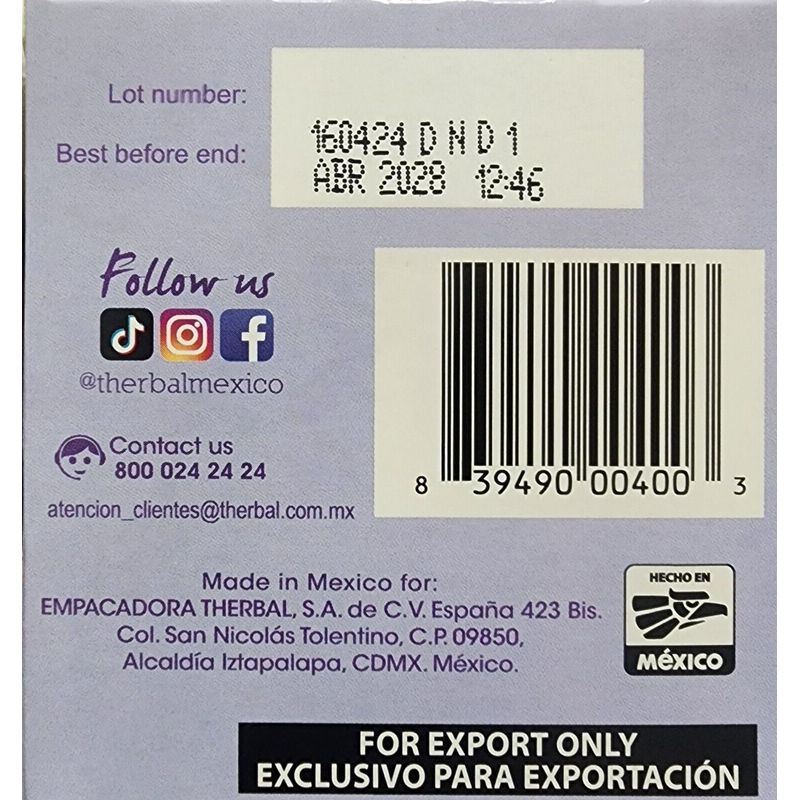 Lot number:
160424 D N D 1
Best before end:
ABR 2028 12:46
Follow us
@therbalmexico
Contact us
800 024 24 24
atencion_clientes@therbal.com.mx
8 39490 00400 3
Made in Mexico for:
EMPACADORA THERBAL, S.A. de C.V. España 423 Bis.
Col. San Nicolás Tolentino, C.P. 09850,
Alcaldía Iztapalapa, CDMX. México.
HECHO EN
MÉXICO
FOR EXPORT ONLY
EXCLUSIVO PARA EXPORTACIÓN